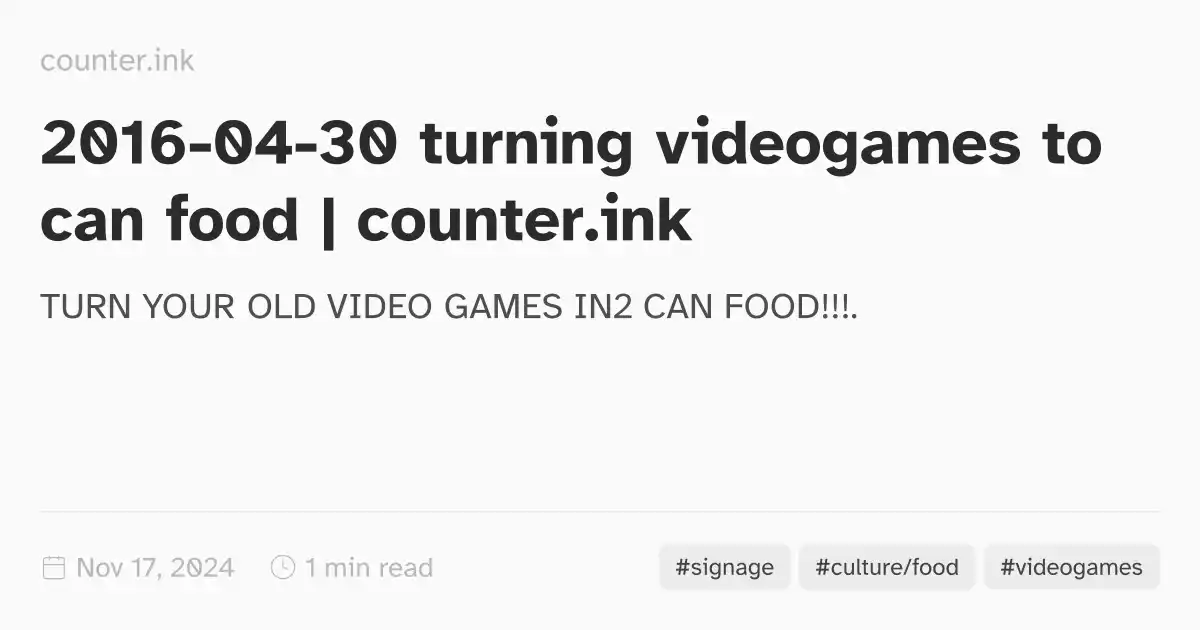 counter.ink
2016-04-30 turning videogames to
can food | counter.ink
TURN YOUR OLD VIDEO GAMES IN2 CAN FOOD!!!.
Nov 17, 2024 1 min read #signage #culture/food #videogames